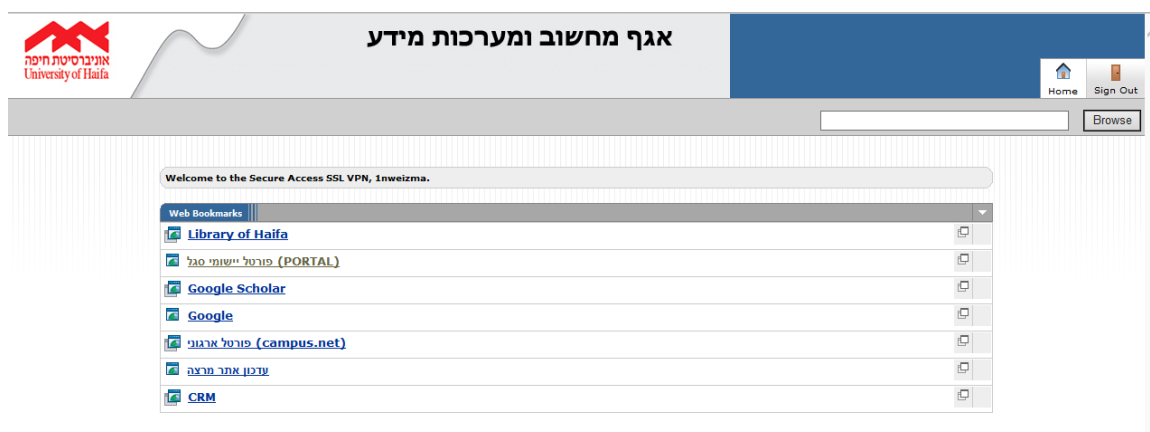 אוניברסיטת חיפה
University of Haifa
אגף מחשוב ומערכות מידע
Home
Sign Out
Browse
Welcome to the Secure Access SSL VPN, 1nweizma.
Web Bookmarks
Library of Haifa
פורטל יישומי סגל (PORTAL)
Google Scholar
Google
פורטל ארגוני (campus.net)
עדכון אתר מרצה
CRM